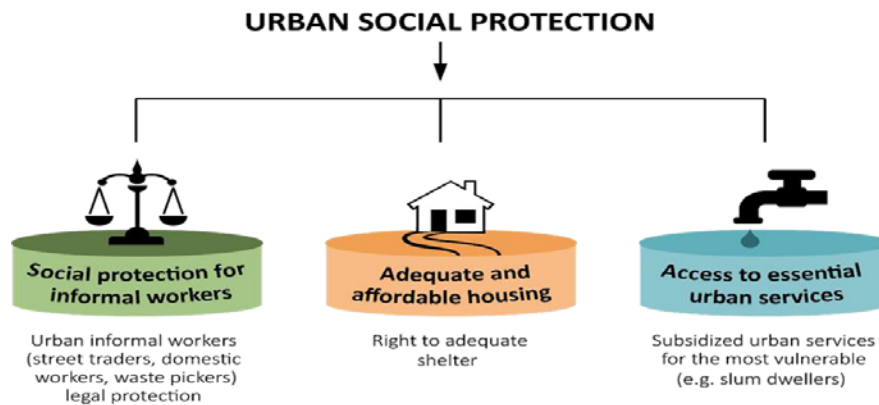 URBAN SOCIAL PROTECTION
Social protection for
informal workers
Adequate and
affordable housing
Access to essential
urban services
Urban informal workers
(street traders, domestic
workers, waste pickers)
legal protection
Right to adequate
shelter
Subsidized urban services
for the most vulnerable
(e.g. slum dwellers)